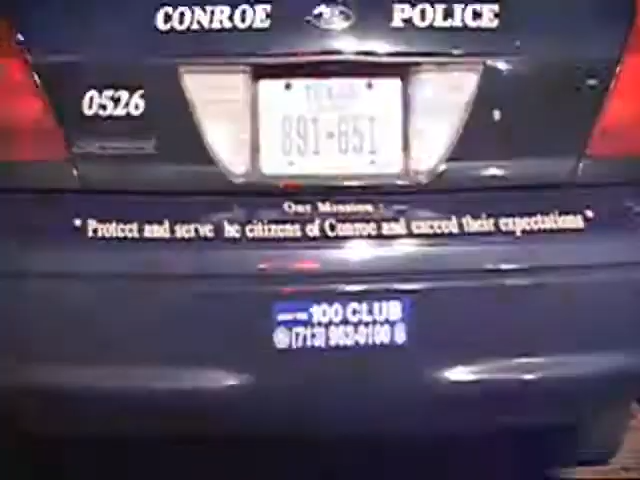 CONROE POLICE
0526
TEXAS
891-651
Our Mission :
" Protect and serve he citizens of Conroe and exceed their expectations "
100 CLUB
(713) 952-0100